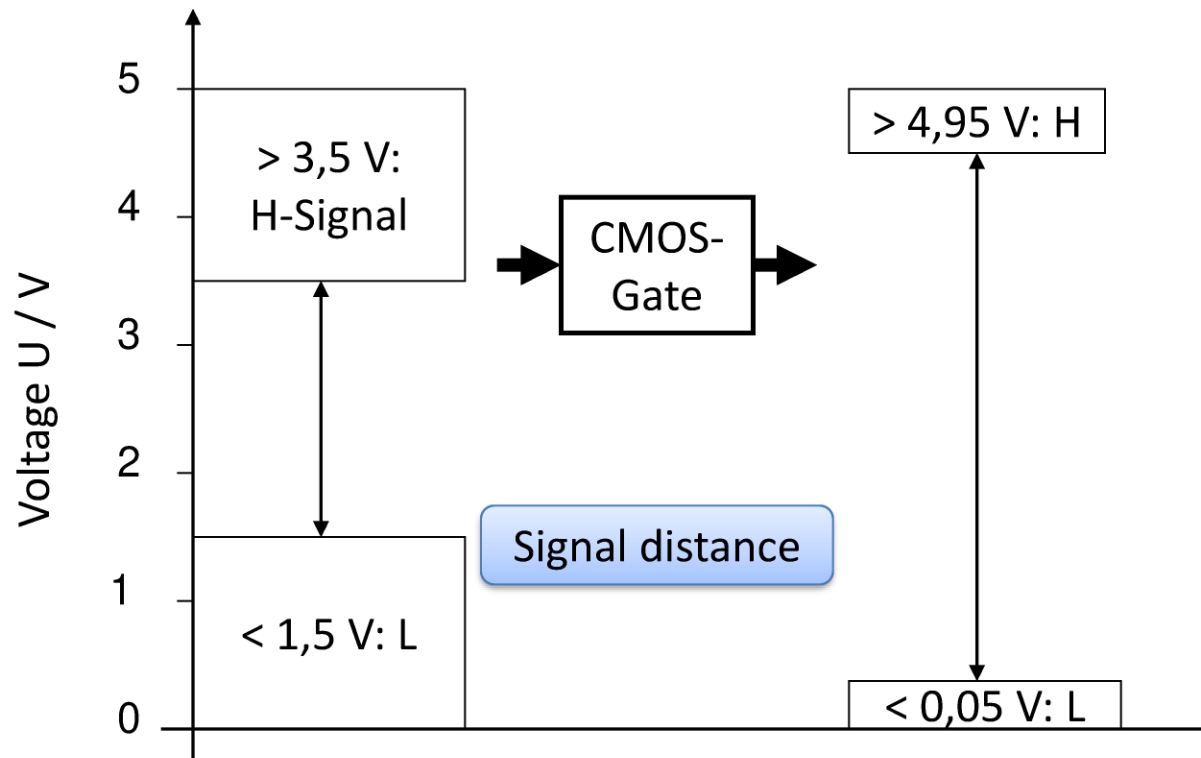 Voltage U / V
5
4
3
2
1
0
> 3,5 V:
H-Signal
< 1,5 V: L
CMOS-
Gate
Signal distance
> 4,95 V: H
< 0,05 V: L